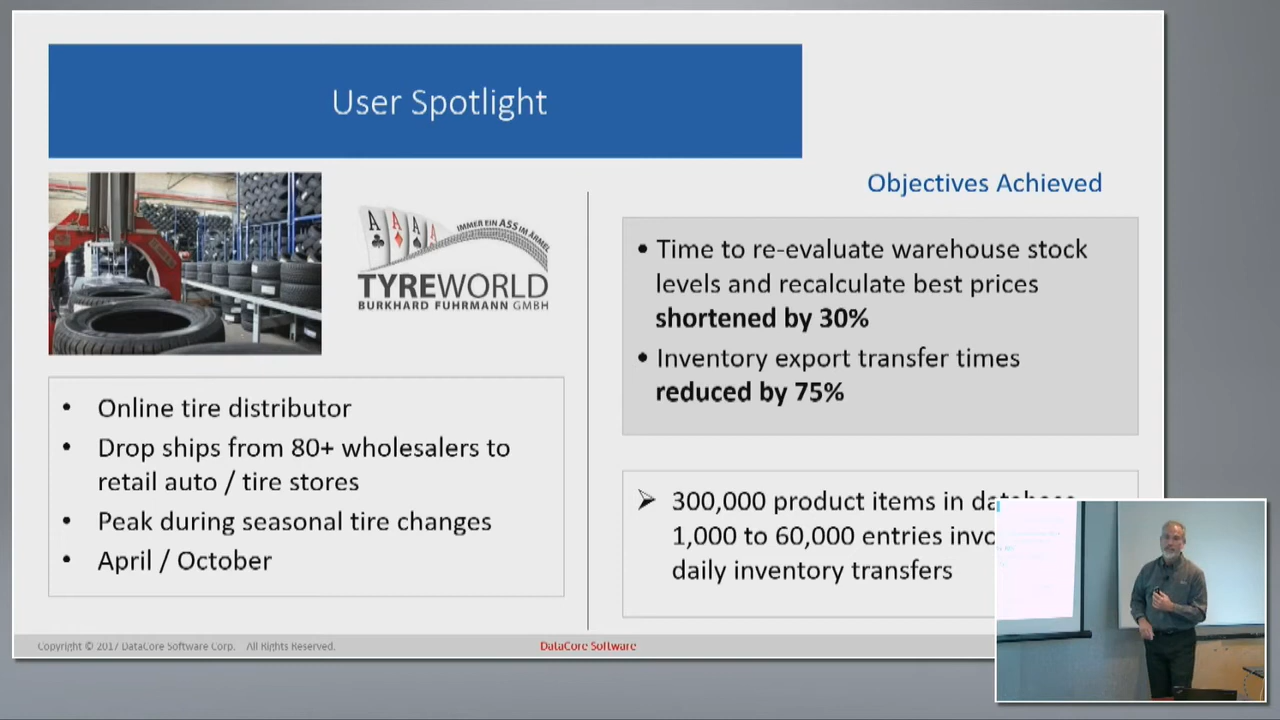 User Spotlight
IMMER EIN ASS IM ÄRMEL
A A A A
TYREWORLD
BURKHARD FUHRMANN GMBH
• Online tire distributor
• Drop ships from 80+ wholesalers to
retail auto / tire stores
• Peak during seasonal tire changes
• April / October
Objectives Achieved
• Time to re-evaluate warehouse stock
levels and recalculate best prices
shortened by 30%
• Inventory export transfer times
reduced by 75%
➢ 300,000 product items in database
1,000 to 60,000 entries
daily inventory transfers
Copyright © 2017 DataCore Software Corp. All Rights Reserved.
DataCore Software